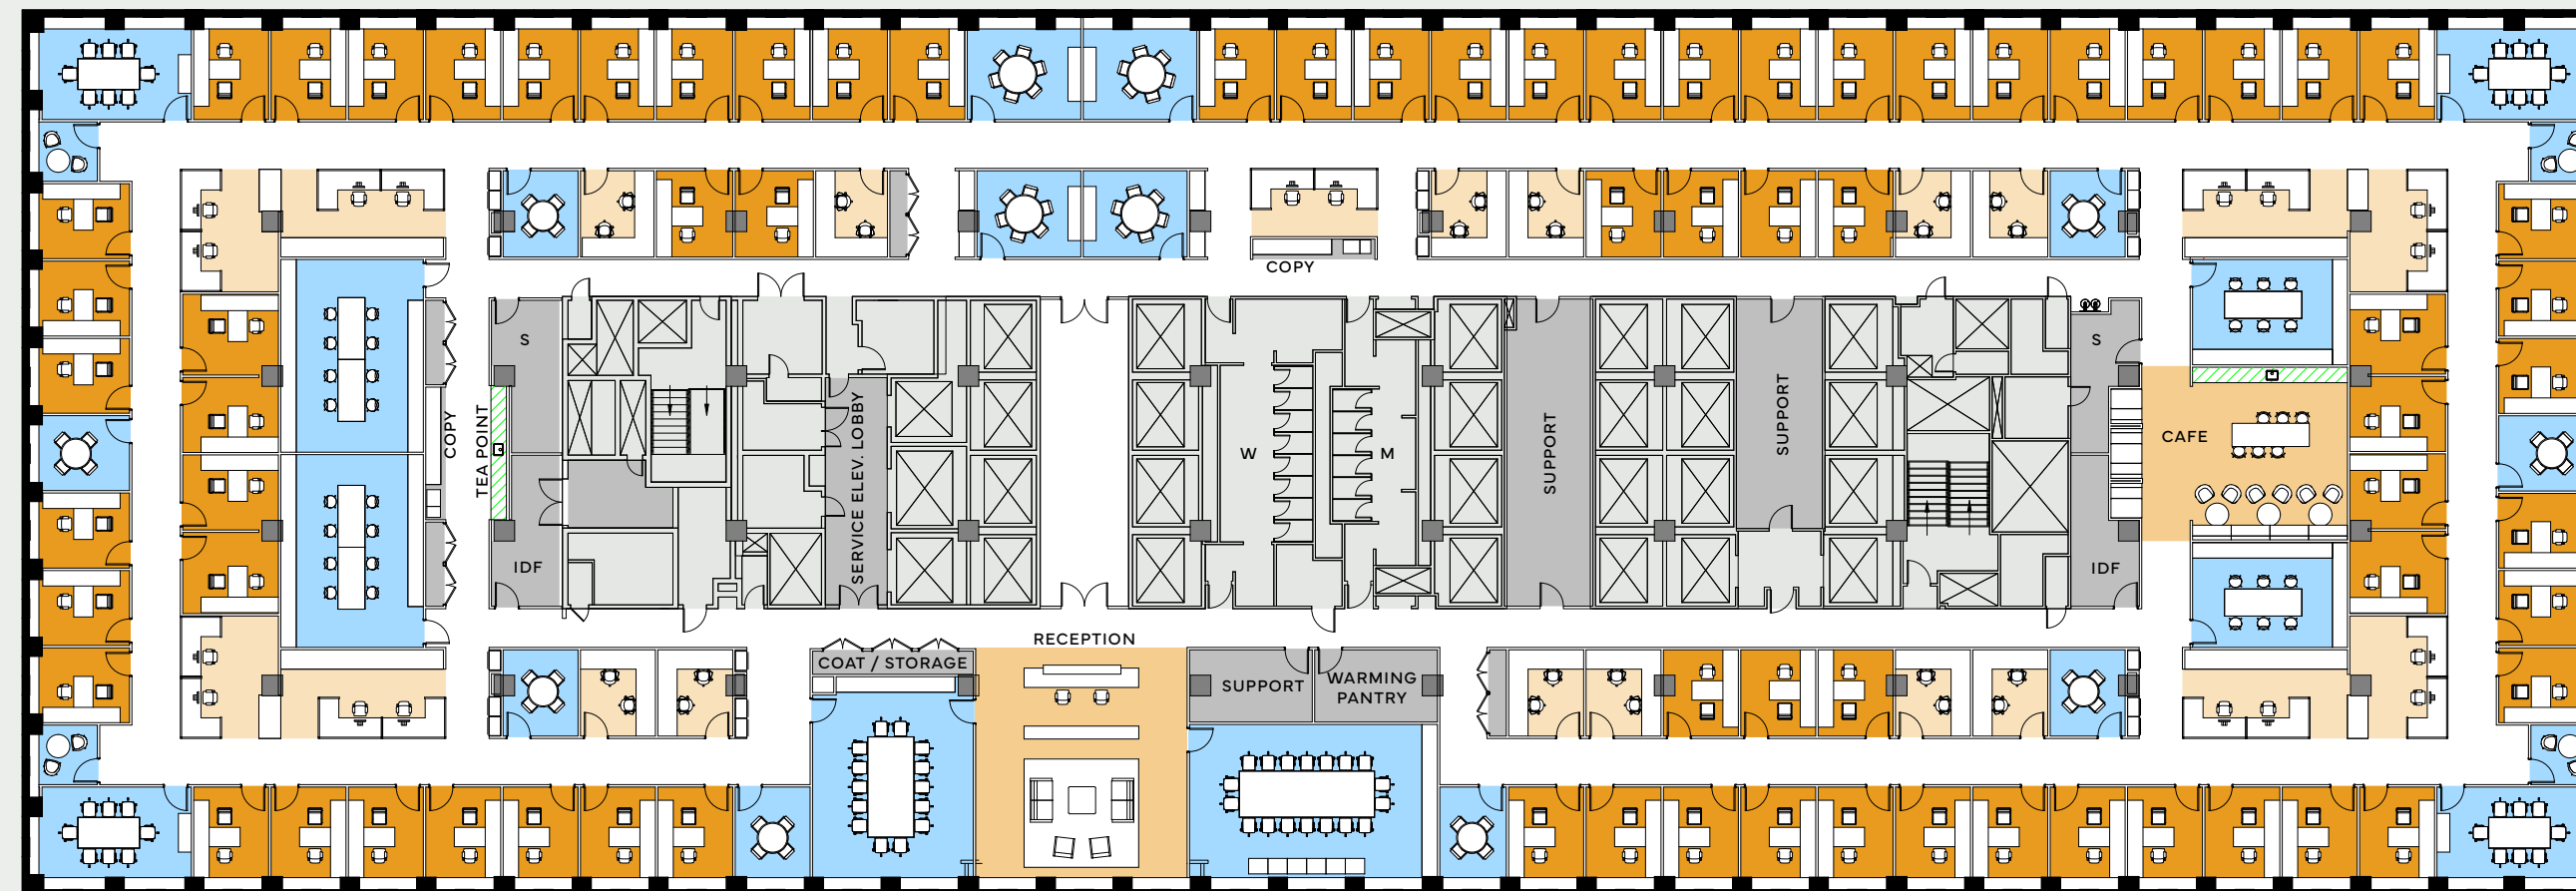 COPY
S
S
COPY
TEA POINT
SERVICE ELEV. LOBBY
W
M
SUPPORT
SUPPORT
CAFE
IDF
IDF
RECEPTION
COAT / STORAGE
SUPPORT
WARMING
PANTRY